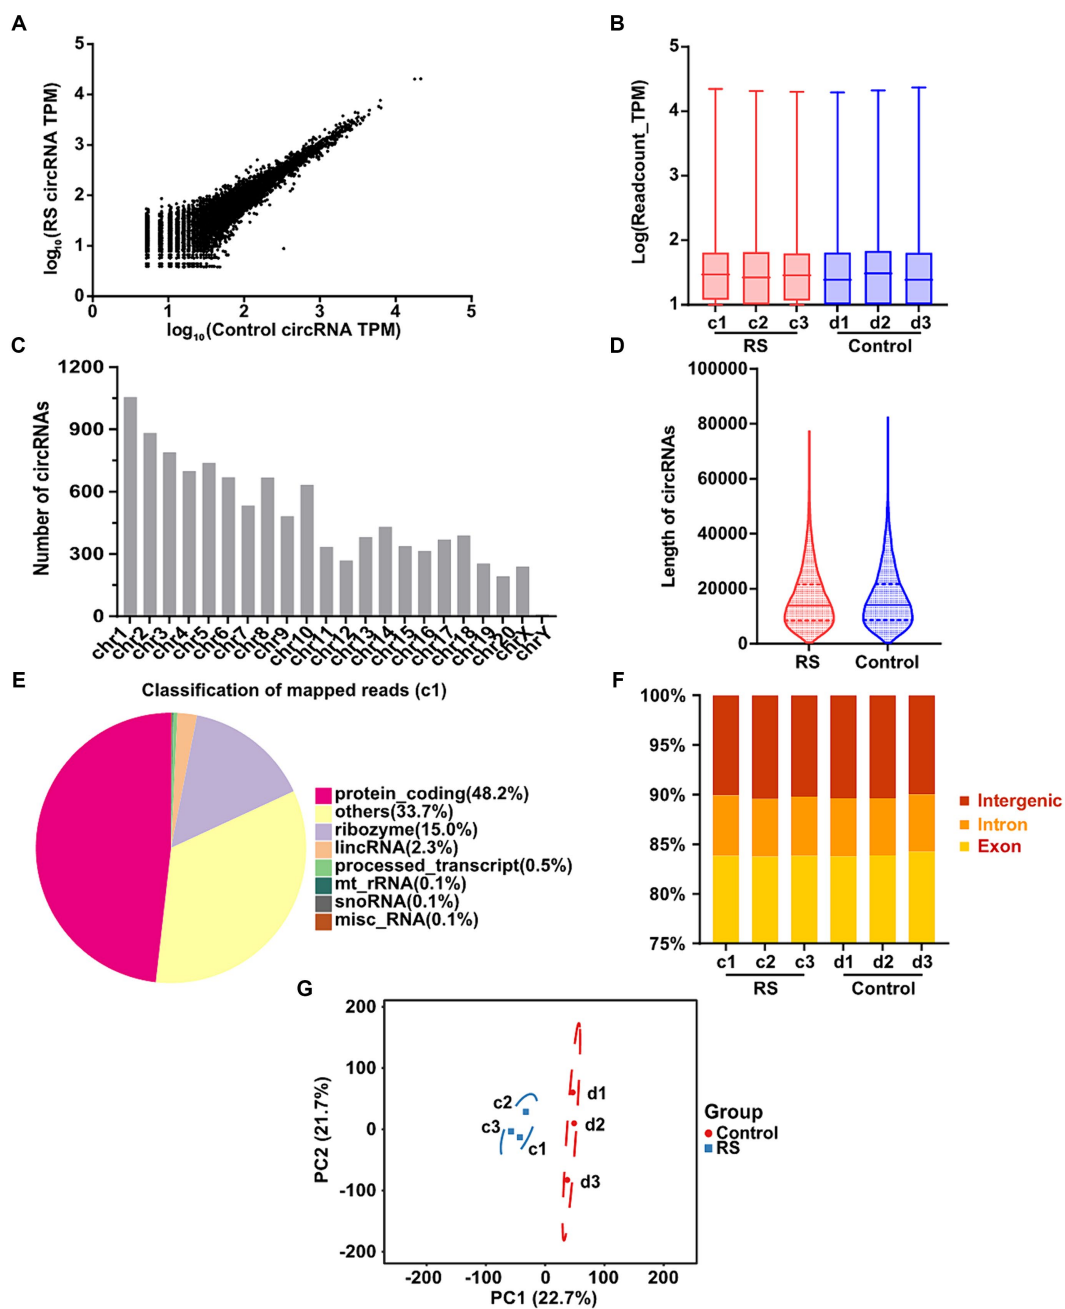 A
5
4
3
2
1
0
0 1 2 3 4 5
log10(RS circRNA TPM)
log10(Control circRNA TPM)
B
5
4
3
2
1
Log(Readcount_TPM)
c1 c2 c3 d1 d2 d3
RS Control
C
1200
900
600
300
0
Number of circRNAs
chr1 chr2 chr3 chr4 chr5 chr6 chr7 chr8 chr9 chr10 chr11 chr12 chr13 chr14 chr15 chr16 chr17 chr18 chr19 chr20 chrX chrY
D
100000
80000
60000
40000
20000
0
Length of circRNAs
RS Control
E
Classification of mapped reads (c1)
protein_coding(48.2%)
others(33.7%)
ribozyme(15.0%)
lincRNA(2.3%)
processed_transcript(0.5%)
mt_rRNA(0.1%)
snoRNA(0.1%)
misc_RNA(0.1%)
F
100%
95%
90%
85%
80%
75%
c1 c2 c3 d1 d2 d3
RS Control
Intergenic
Intron
Exon
G
200
100
0
-100
-200
PC2 (21.7%)
c2
c3
c1
d1
d2
d3
-200 -100 0 100 200
PC1 (22.7%)
Group
Control
RS